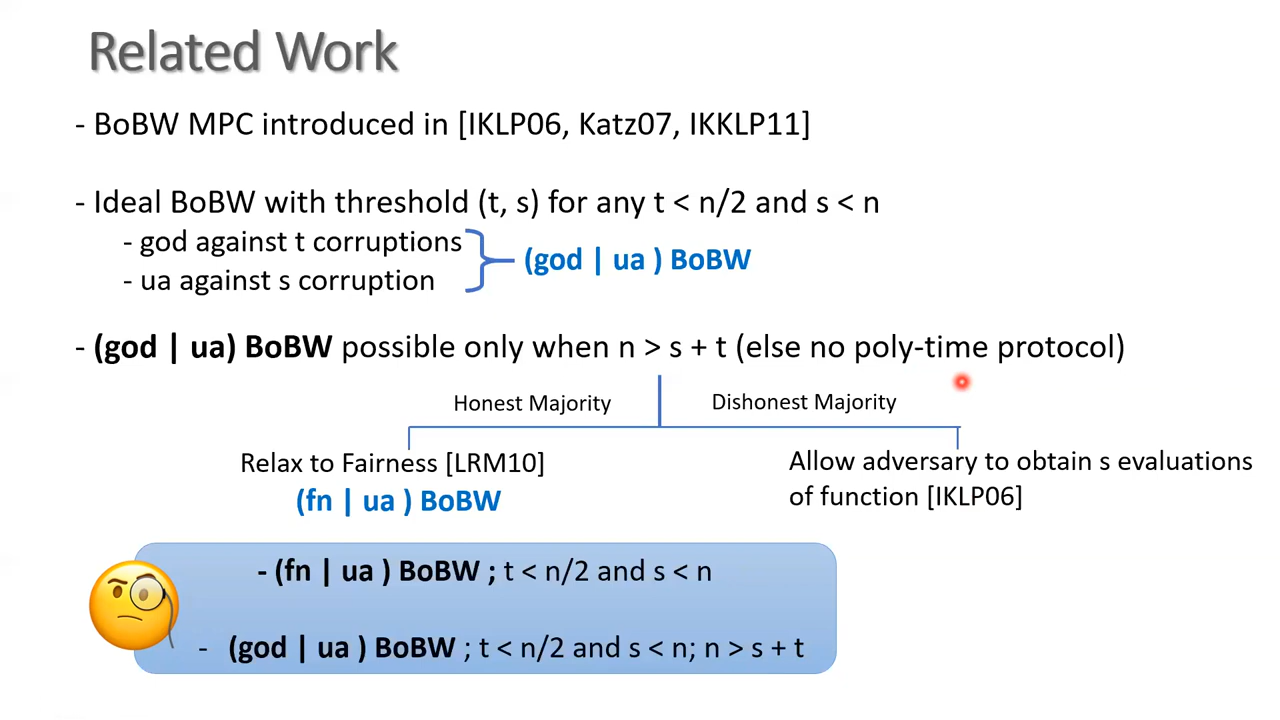 Related Work
- BoBW MPC introduced in [IKLP06, Katz07, IKKLP11]
- Ideal BoBW with threshold (t, s) for any t < n/2 and s < n
- god against t corruptions
- ua against s corruption
(god | ua ) BoBW
- (god | ua) BoBW possible only when n > s + t (else no poly-time protocol)
Honest Majority
Dishonest Majority
Relax to Fairness [LRM10]
(fn | ua ) BoBW
Allow adversary to obtain s evaluations
of function [IKLP06]
- (fn | ua ) BoBW ; t < n/2 and s < n
- (god | ua ) BoBW ; t < n/2 and s < n; n > s + t